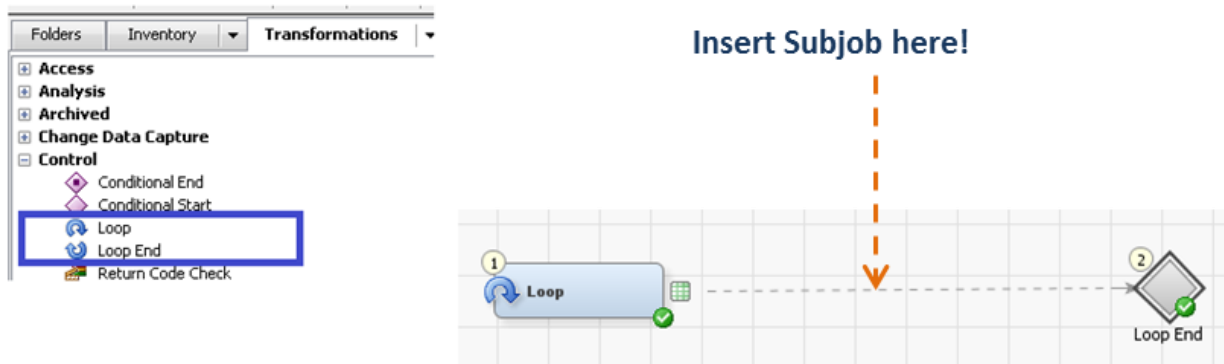 Folders Inventory Transformations
Access
Analysis
Archived
Change Data Capture
Control
Conditional End
Conditional Start
Loop
Loop End
Return Code Check
Insert Subjob here!
1
Loop
2
Loop End